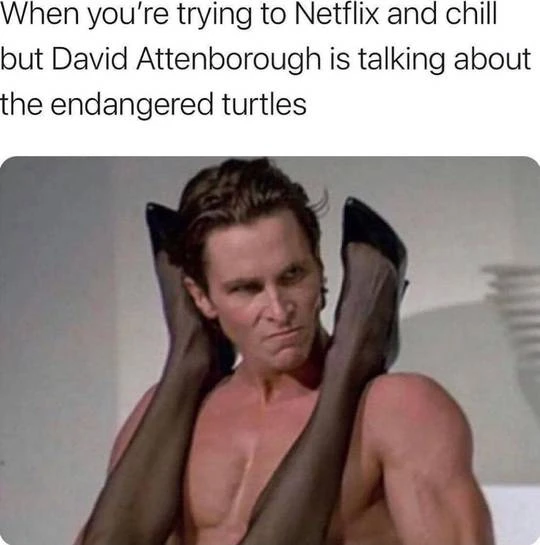 When you're trying to Netflix and chill
but David Attenborough is talking about
the endangered turtles